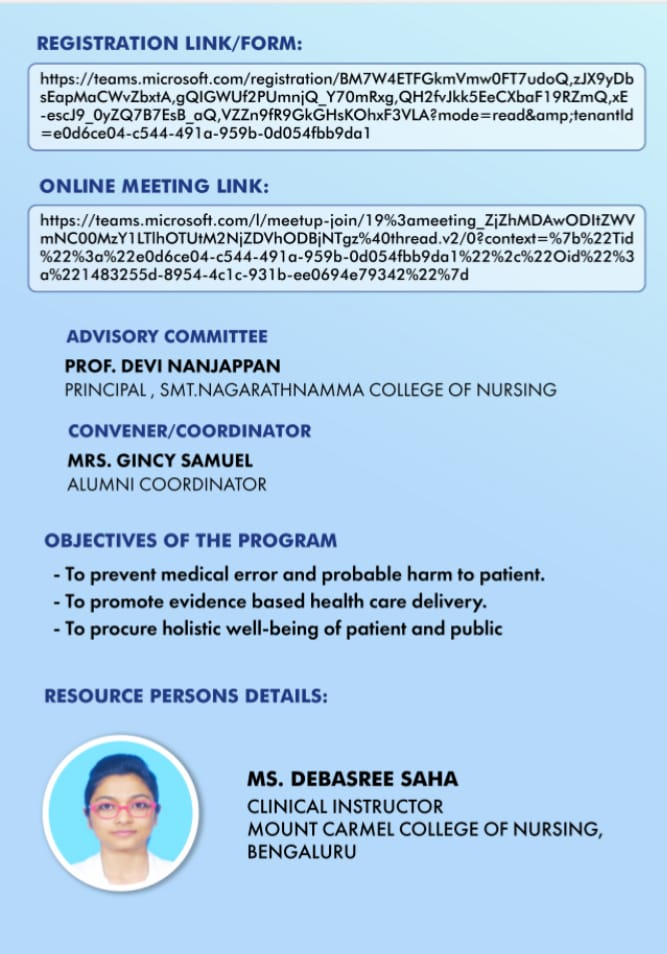 REGISTRATION LINK/FORM:
https://teams.microsoft.com/registration/BM7W4ETFGkmVmw0FT7udoQ,zJX9yDb
sEapMaCWvZbxtA,gQIGWUf2PUmnjQ_Y70mRxg,QH2fvJkk5EeCXbaF19RZmQ,xE
-escJ9_0yZQ7B7EsB_aQ,VZZn9fR9GkGHsKOhxF3VLA?mode=read&amp;tenantId
=e0d6ce04-c544-491a-959b-0d054fbb9da1
ONLINE MEETING LINK:
https://teams.microsoft.com/l/meetup-join/19%3ameeting_ZjZhMDAwODItZWV
mNC00MzY1LTlhOTUtM2NjZDVhODBjNTgz%40thread.v2/0?context=%7b%22Tid
%22%3a%22e0d6ce04-c544-491a-959b-0d054fbb9da1%22%2c%22Oid%22%3
a%221483255d-8954-4c1c-931b-ee0694e79342%22%7d
ADVISORY COMMITTEE
PROF. DEVI NANJAPPAN
PRINCIPAL , SMT.NAGARATHNAMMA COLLEGE OF NURSING
CONVENER/COORDINATOR
MRS. GINCY SAMUEL
ALUMNI COORDINATOR
OBJECTIVES OF THE PROGRAM
- To prevent medical error and probable harm to patient.
- To promote evidence based health care delivery.
- To procure holistic well-being of patient and public
RESOURCE PERSONS DETAILS:
MS. DEBASREE SAHA
CLINICAL INSTRUCTOR
MOUNT CARMEL COLLEGE OF NURSING,
BENGALURU